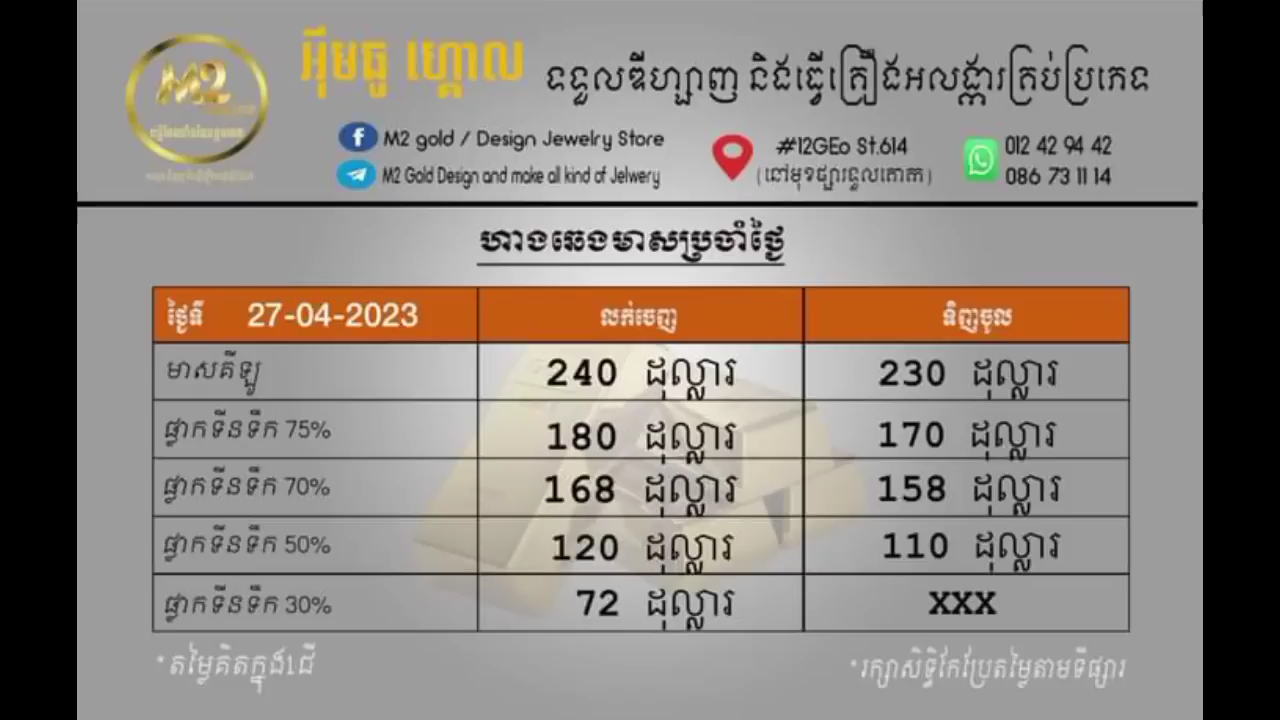 M2
អ៊ីមធូ ហ្គោល
ទទួលឌីហ្សាញ និងធ្វើគ្រឿងអលង្ការគ្រប់ប្រភេទ
M2 gold / Design Jewelry Store
M2 Gold Design and make all kind of Jelwery
#12GEo St.614
(នៅមុខផ្សារទួលគោក)
012 42 94 42
086 73 11 14
ហាងឆេងមាសប្រចាំថ្ងៃ
ថ្ងៃទី 27-04-2023 លក់ចេញ ទិញចូល
មាសគីឡូ 240 ដុល្លារ 230 ដុល្លារ
ផ្លាកទីនទឹក 75% 180 ដុល្លារ 170 ដុល្លារ
ផ្លាកទីនទឹក 70% 168 ដុល្លារ 158 ដុល្លារ
ផ្លាកទីនទឹក 50% 120 ដុល្លារ 110 ដុល្លារ
ផ្លាកទីនទឹក 30% 72 ដុល្លារ XXX
*តម្លៃគិតក្នុង1ជី
*រក្សាសិទ្ធិកែប្រែតម្លៃតាមទីផ្សារ